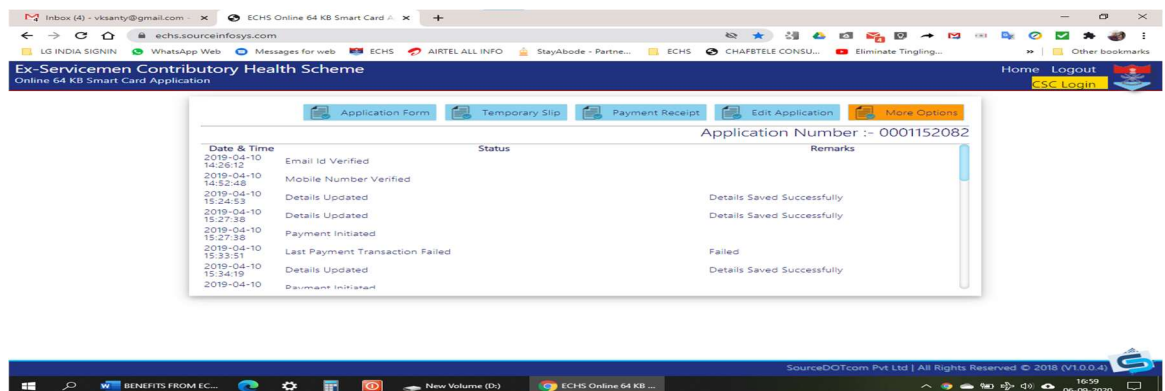 Inbox (4) - vksanty@gmail.com -
ECHS Online 64 KB Smart Card A
echs.sourceinfosys.com
LG INDIA SIGNIN WhatsApp Web Messages for web ECHS AIRTEL ALL INFO StayAbode - Partne... ECHS CHAFBTELE CONSU... Eliminate Tingling... » Other bookmarks
Ex-Servicemen Contributory Health Scheme Home Logout
Online 64 KB Smart Card Application CSC Login
Application Form Temporary Slip Payment Receipt Edit Application More Options
Application Number :- 0001152082
Date & Time Status Remarks
2019-04-10
14:26:12 Email Id Verified
2019-04-10
14:52:48 Mobile Number Verified
2019-04-10
15:24:53 Details Updated Details Saved Successfully
2019-04-10
15:27:38 Details Updated Details Saved Successfully
2019-04-10
15:27:38 Payment Initiated
2019-04-10
15:33:51 Last Payment Transaction Failed Failed
2019-04-10
15:34:19 Details Updated Details Saved Successfully
2019-04-10
Payment Initiated
SourceDOTcom Pvt Ltd | All Rights Reserved © 2018 (V1.0.0.4)
BENEFITS FROM EC... New Volume (D:) ECHS Online 64 KB ... 16:59
06-09-2020